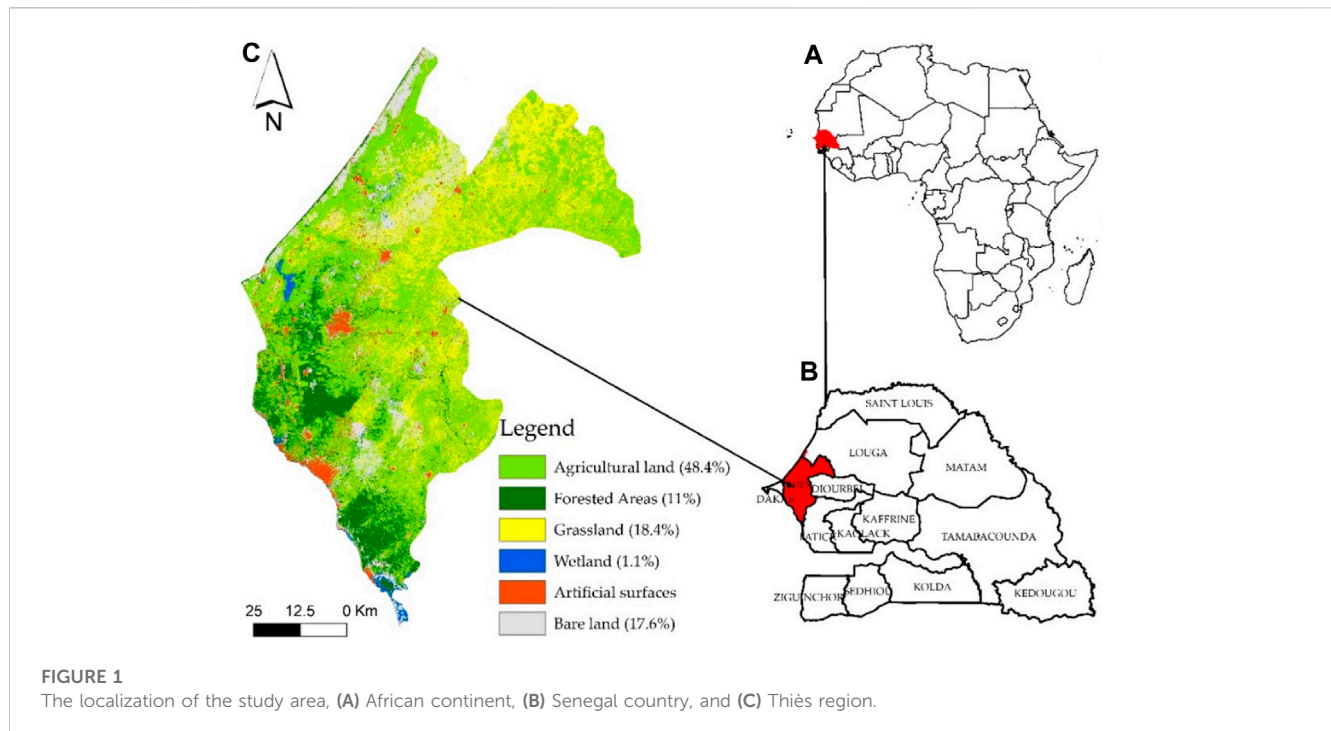 C
N
Legend
Agricultural land (48.4%)
Forested Areas (11%)
Grassland (18.4%)
Wetland (1.1%)
Artificial surfaces
Bare land (17.6%)
25 12.5 0 Km
A
B
SAINT LOUIS
LOUGA
MATAM
DIOURBEL
KAFFRINE
TAMBACOUNDA
ZIGUINCHOR
SEDHIOU
KOLDA
KEDOUGOU
FIGURE 1
The localization of the study area, (A) African continent, (B) Senegal country, and (C) Thiès region.